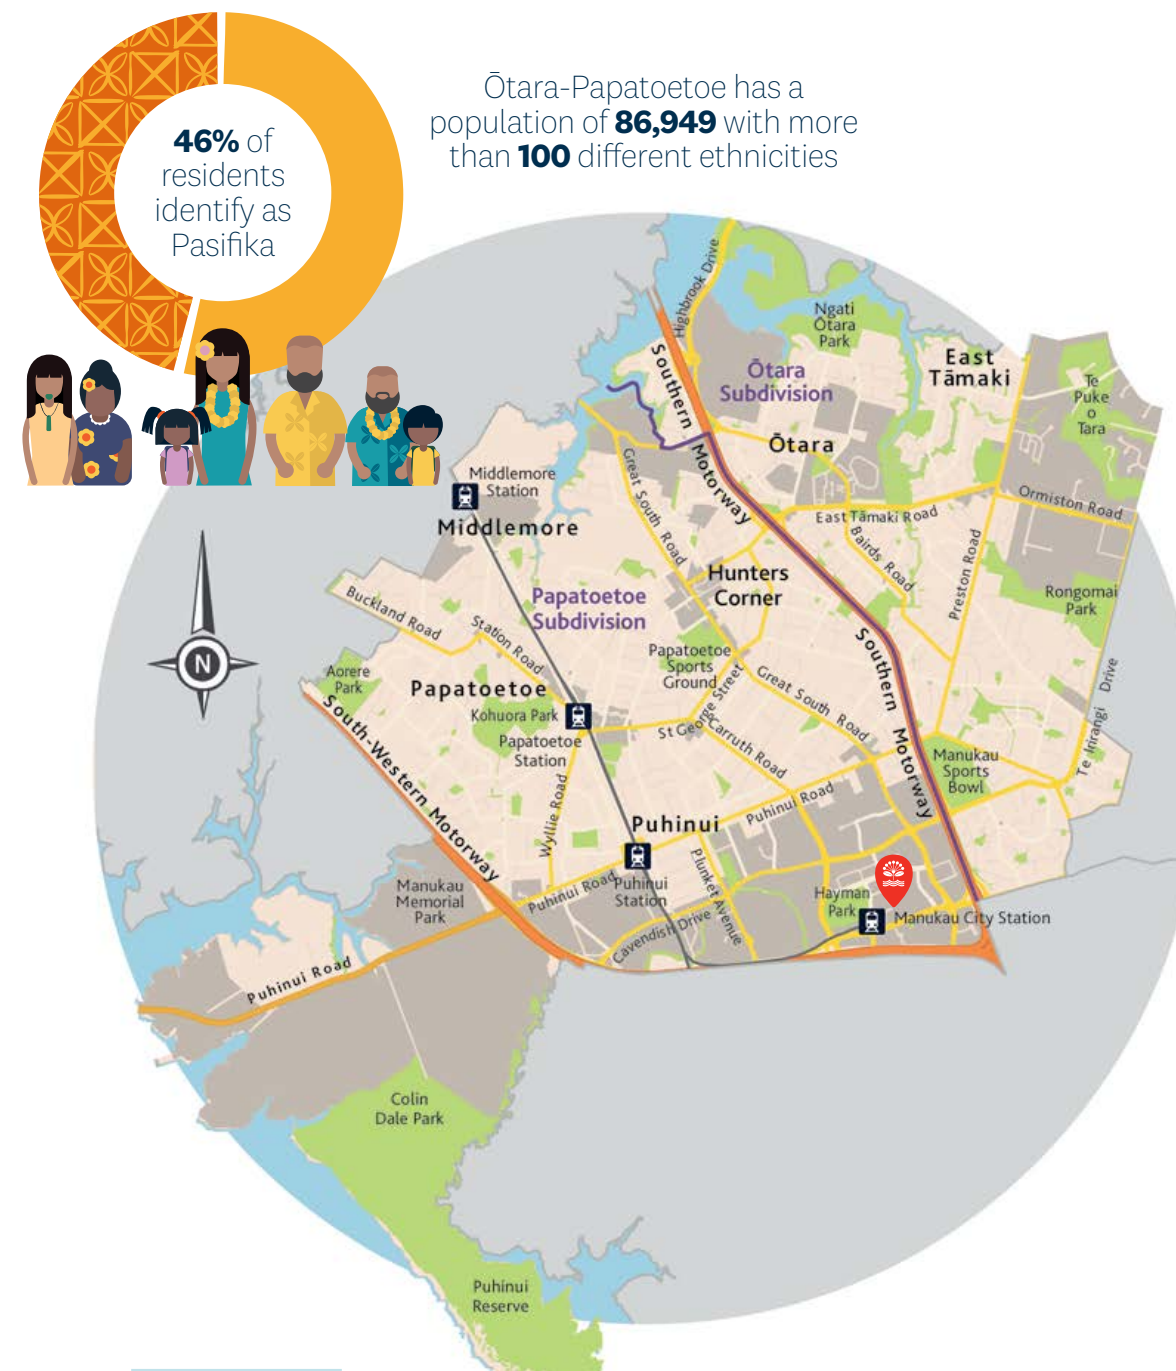 46% of
residents
identify as
Pasifika
Ōtara-Papatoetoe has a
population of 86,949 with more
than 100 different ethnicities
Highbrook Drive
Ngati
Ōtara
Park
East
Tāmaki
Southern Motorway
Ōtara
Subdivision
Te
Puke
o
Tara
Ōtara
Middlemore
Station
Middlemore
Great South Road
East Tāmaki Road
Ormiston Road
Bairds Road
Preston Road
Hunters
Corner
Papatoetoe
Subdivision
Rongomai
Park
Buckland Road
Station Road
Papatoetoe
Sports
Ground
Aorere
Park
Papatoetoe
Kohuora Park
Papatoetoe
Station
St George Street
Great South Road
Carruth Road
Southern Motorway
Te Irirangi Drive
Manukau
Sports
Bowl
South-Western Motorway
Wyllie Road
Puhinui Road
Puhinui
Puhinui
Station
Plunket Avenue
Puhinui Road
Cavendish Drive
Manukau
Memorial
Park
Hayman
Park
Manukau City Station
N
Puhinui Road
Colin
Dale Park
Puhinui
Reserve